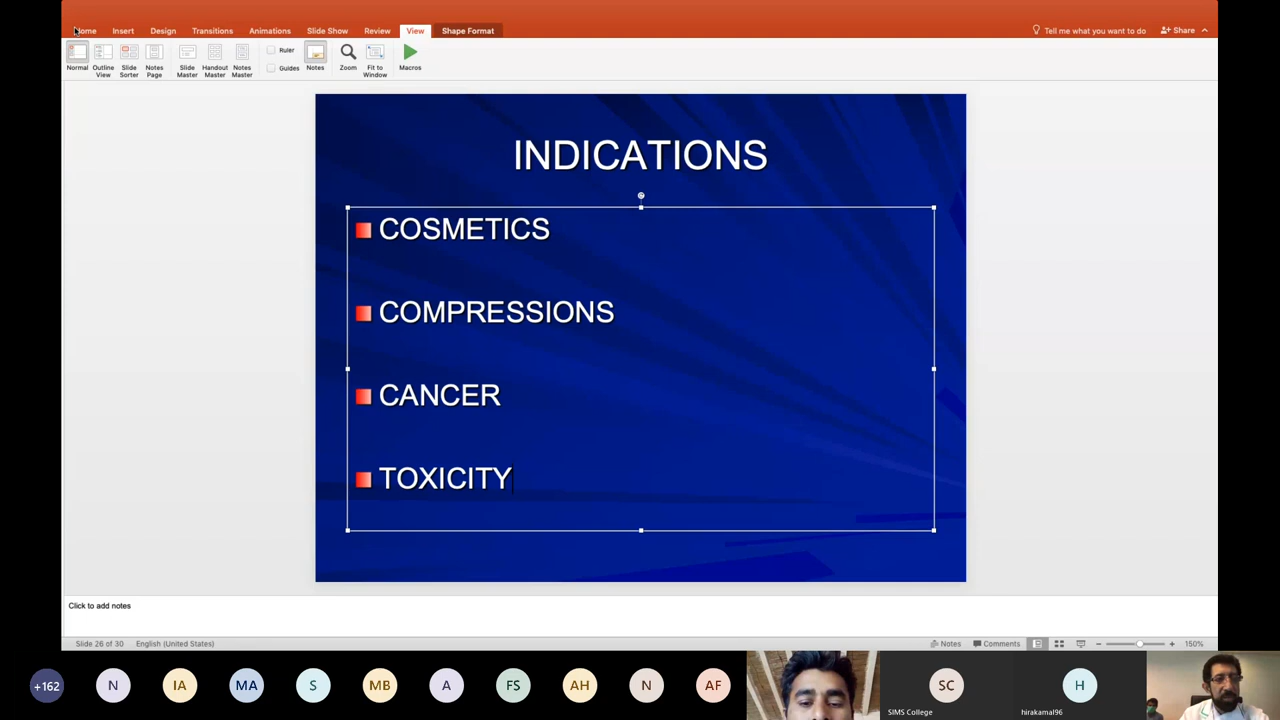 Home Insert Design Transitions Animations Slide Show Review View Shape Format Tell me what you want to do Share
Ruler
Guides
Normal Outline View Slide Sorter Notes Page Slide Master Handout Master Notes Master Notes Zoom Fit to Window Macros
INDICATIONS
COSMETICS
COMPRESSIONS
CANCER
TOXICITY
Click to add notes
Slide 26 of 30 English (United States) Notes Comments 150%
+162 N IA MA S MB A FS AH N AF SC H
SIMS College hirakamal96